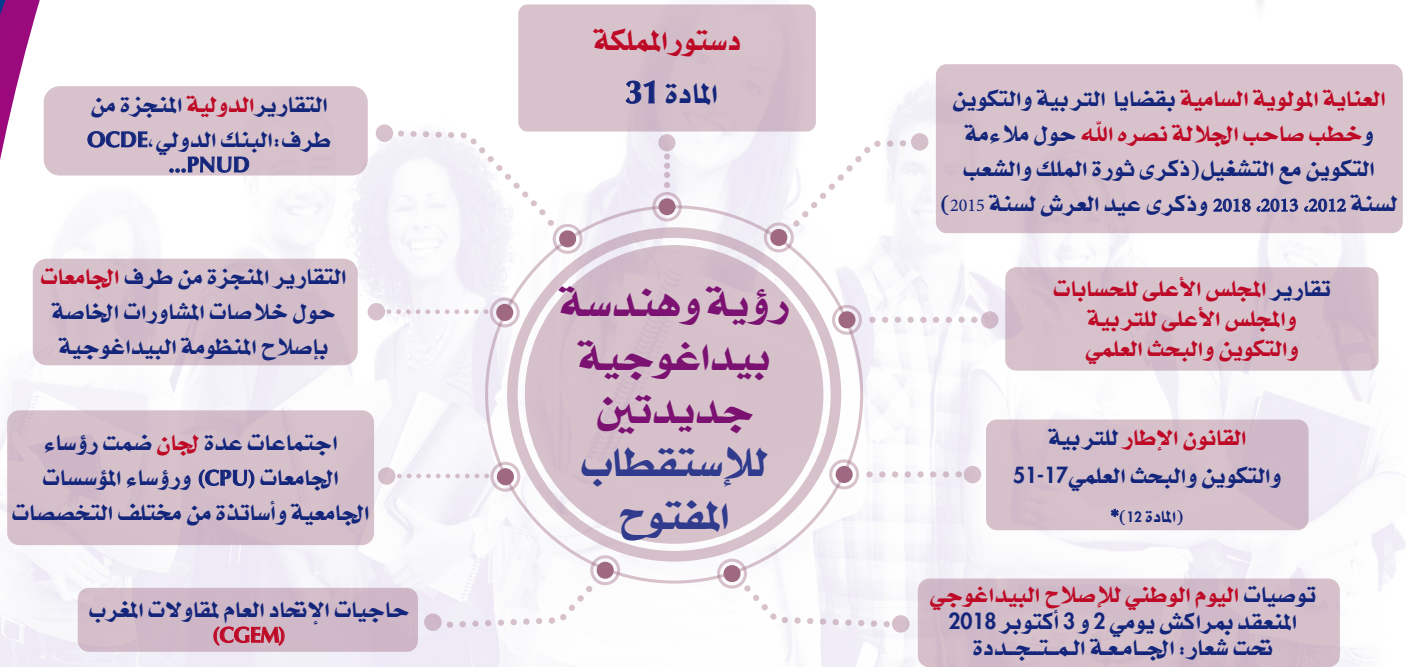 دستور المملكة
المادة 31
العناية المولوية السامية بقضايا التربية والتكوين
وخطب صاحب الجلالة نصره الله حول ملاءمة
التكوين مع التشغيل(ذكرى ثورة الملك والشعب
لسنة 2012، 2013، 2018 وذكرى عيد العرش لسنة 2015)
تقارير المجلس الأعلى للحسابات
والمجلس الأعلى للتربية
والتكوين والبحث العلمي
القانون الإطار للتربية
والتكوين والبحث العلمي 17-51
(المادة 12)*
توصيات اليوم الوطني للإصلاح البيداغوجي
المنعقد بمراكش يومي 2 و 3 أكتوبر 2018
تحت شعار: الجـامعـة المـتـجـددة
رؤية وهندسة
بيداغوجية
جديدتين
للإستقطاب
المفتوح
التقارير الدولية المنجزة من
طرف: البنك الدولي، OCDE
PNUD...
التقارير المنجزة من طرف الجامعات
حول خلاصات المشاورات الخاصة
بإصلاح المنظومة البيداغوجية
اجتماعات عدة لجان ضمت رؤساء
الجامعات (CPU) ورؤساء المؤسسات
الجامعية وأساتذة من مختلف التخصصات
حاجيات الإتحاد العام لمقاولات المغرب
(CGEM)